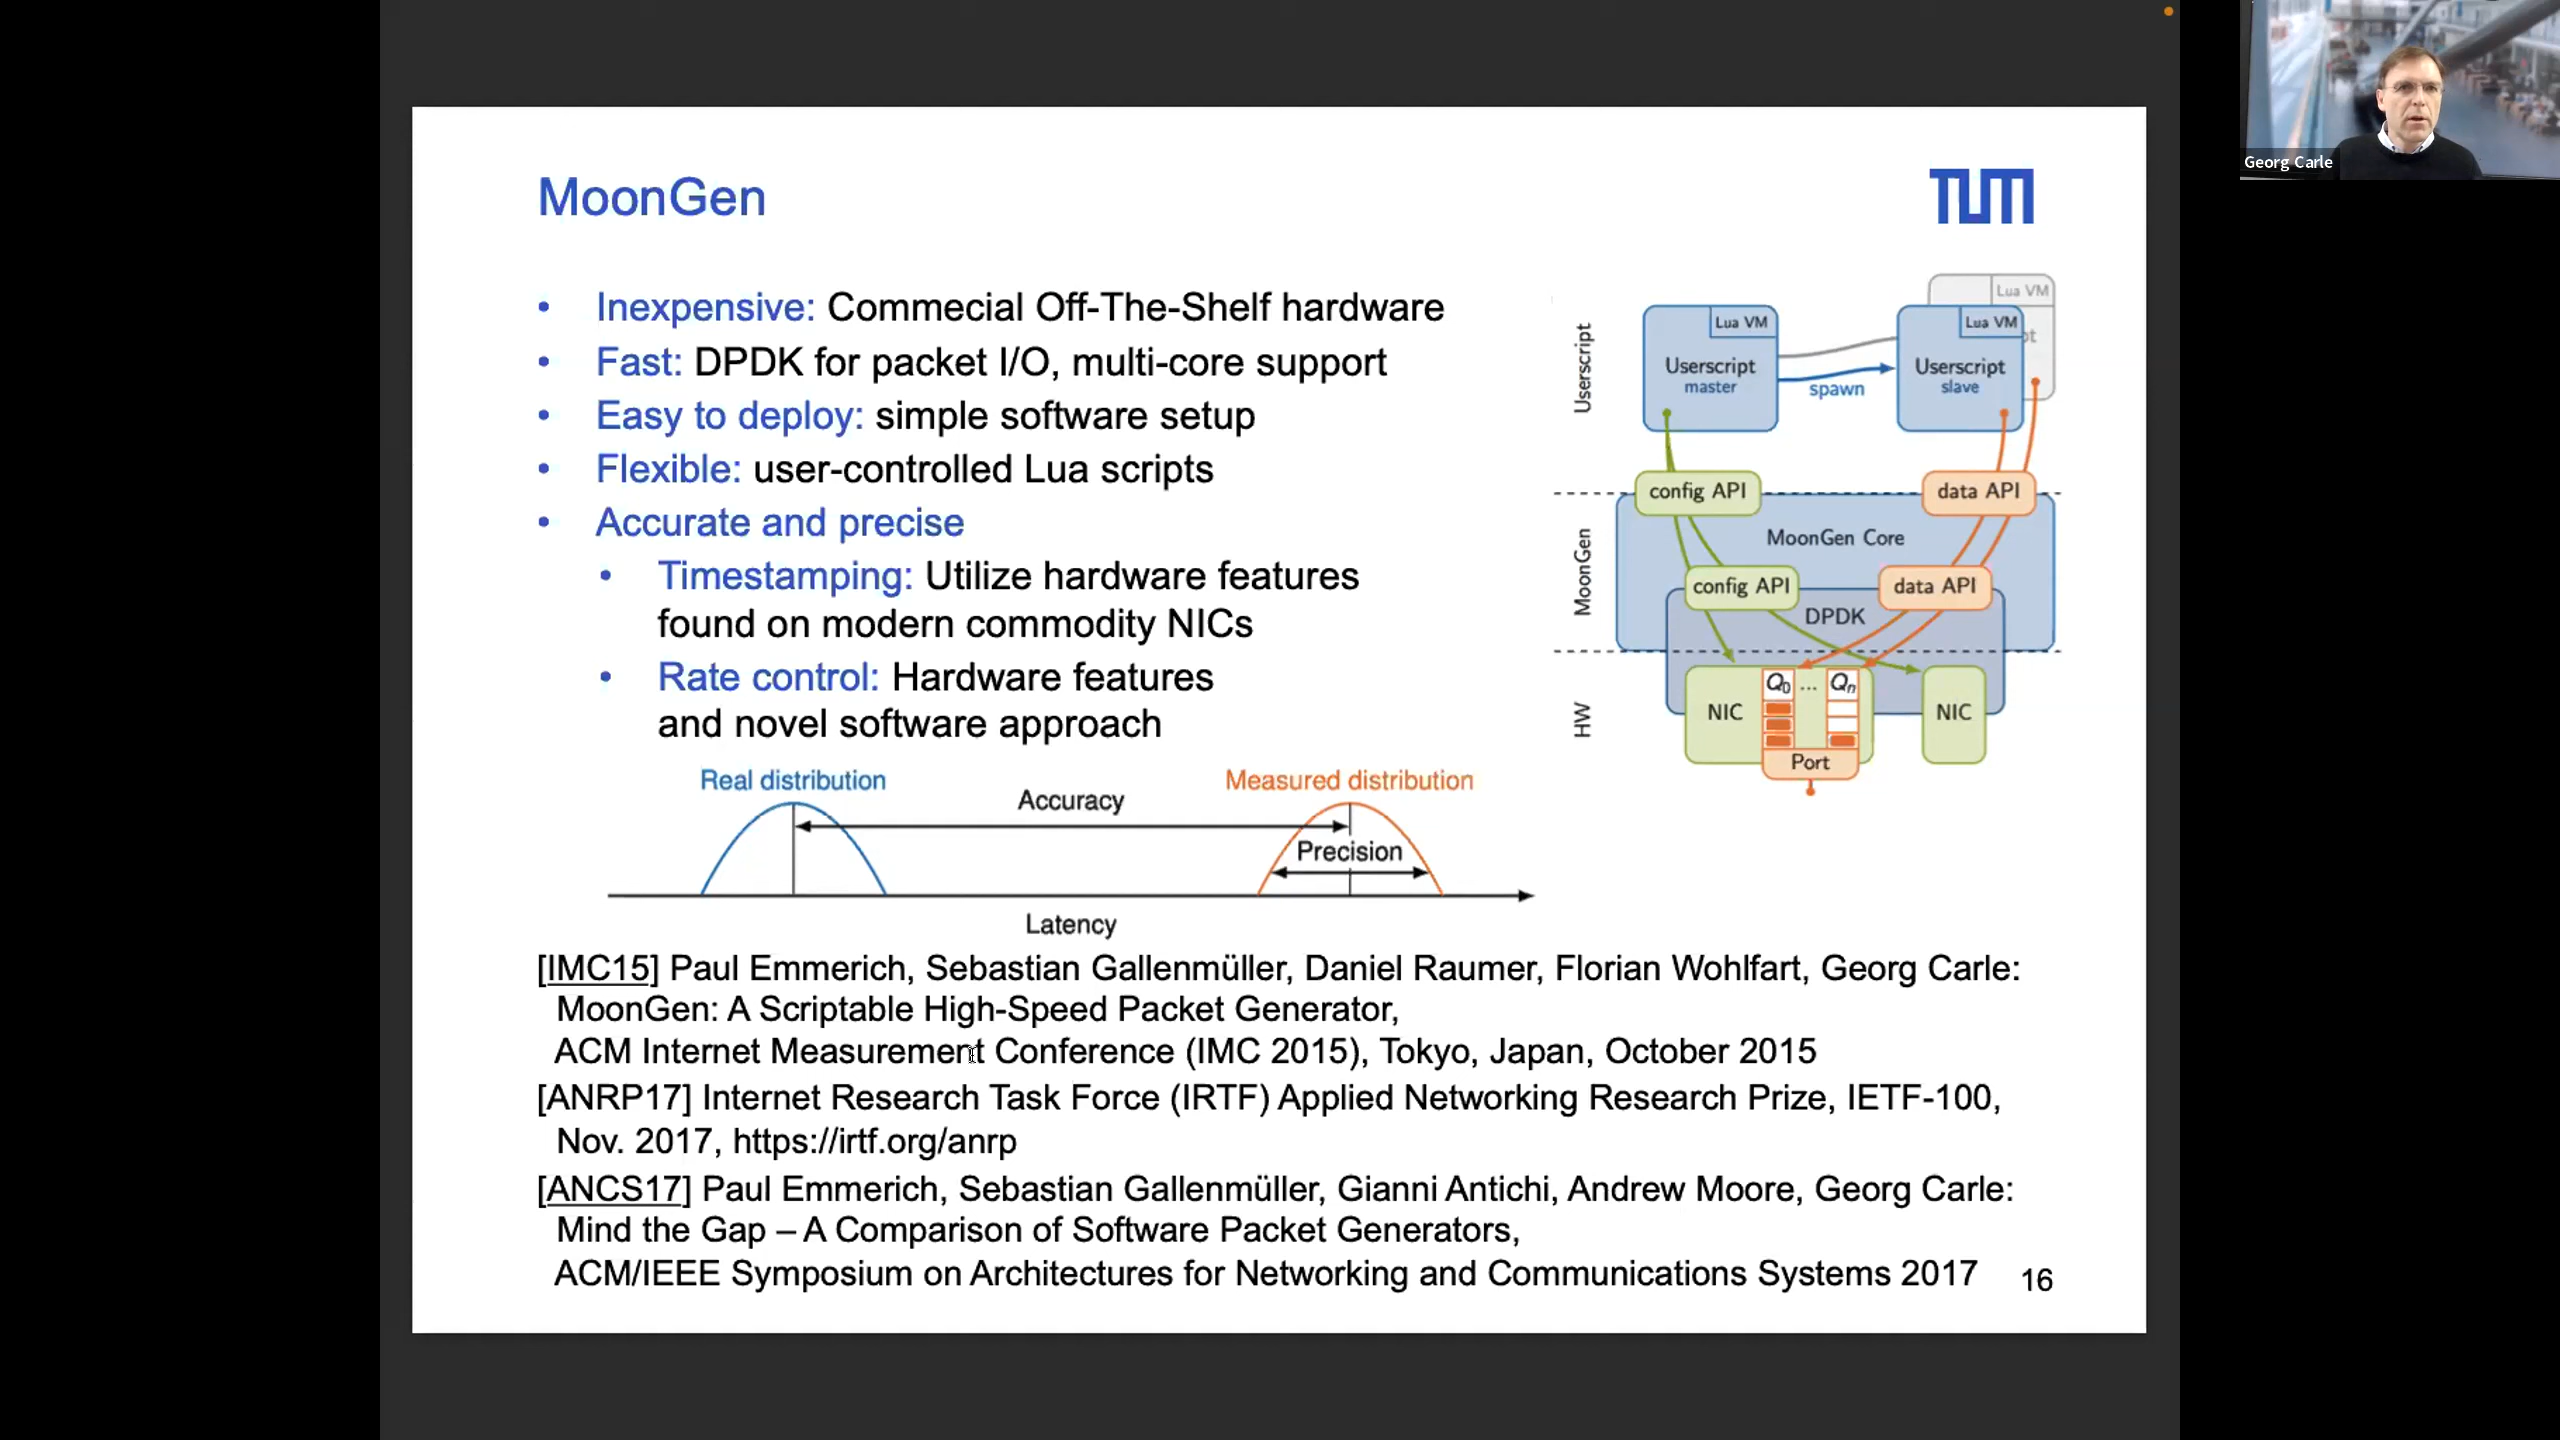 Georg Carle
MoonGen
TUM
• Inexpensive: Commecial Off-The-Shelf hardware
• Fast: DPDK for packet I/O, multi-core support
• Easy to deploy: simple software setup
• Flexible: user-controlled Lua scripts
• Accurate and precise
• Timestamping: Utilize hardware features
found on modern commodity NICs
• Rate control: Hardware features
and novel software approach
Userscript
Lua VM
Lua VM
Lua VM
pt
Userscript
master
spawn
Userscript
slave
config API
data API
MoonGen
MoonGen Core
config API
data API
DPDK
HW
NIC
Q0 ... Qn
NIC
Port
Real distribution
Measured distribution
Accuracy
Precision
Latency
[IMC15] Paul Emmerich, Sebastian Gallenmüller, Daniel Raumer, Florian Wohlfart, Georg Carle:
MoonGen: A Scriptable High-Speed Packet Generator,
ACM Internet Measurement Conference (IMC 2015), Tokyo, Japan, October 2015
[ANRP17] Internet Research Task Force (IRTF) Applied Networking Research Prize, IETF-100,
Nov. 2017, https://irtf.org/anrp
[ANCS17] Paul Emmerich, Sebastian Gallenmüller, Gianni Antichi, Andrew Moore, Georg Carle:
Mind the Gap – A Comparison of Software Packet Generators,
ACM/IEEE Symposium on Architectures for Networking and Communications Systems 2017
16